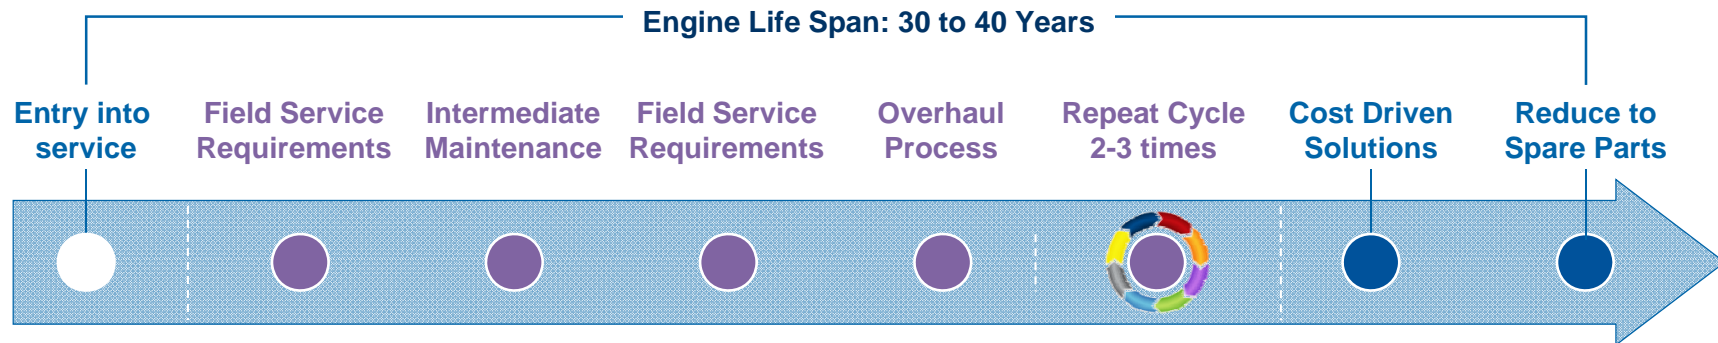 Engine Life Span: 30 to 40 Years
Entry into
service
Field Service
Requirements
Intermediate
Maintenance
Field Service
Requirements
Overhaul
Process
Repeat Cycle
2-3 times
Cost Driven
Solutions
Reduce to
Spare Parts